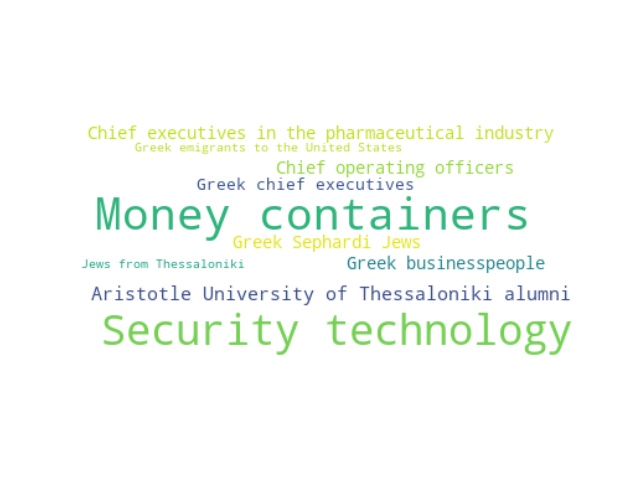 Chief executives in the pharmaceutical industry
Greek emigrants to the United States
Chief operating officers
Greek chief executives
Money containers
Greek Sephardi Jews
Jews from Thessaloniki
Greek businesspeople
Aristotle University of Thessaloniki alumni
Security technology